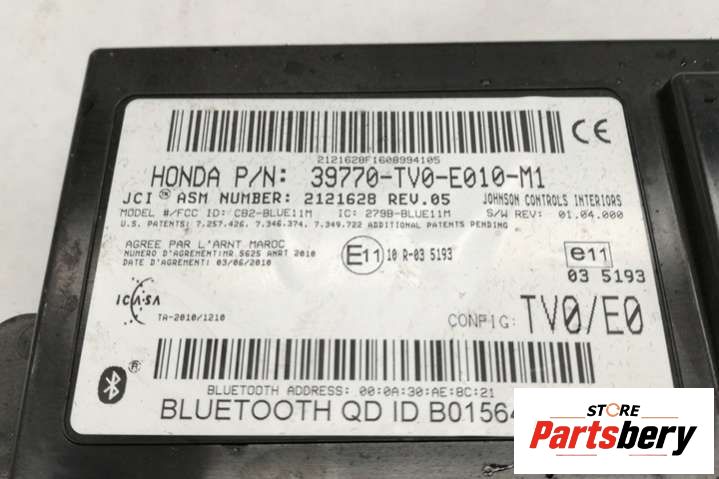 2121628F1608994105
HONDA P/N: 39770-TV0-E010-M1
JCI ASM NUMBER: 2121628 REV.05 JOHNSON CONTROLS INTERIORS
MODEL #/FCC ID: CB2-BLUE11M IC: 279B-BLUE11M S/W REV: 01.04.000
U.S. PATENTS: 7.257.426. 7.346.374. 7.349.722 ADDITIONAL PATENTS PENDING
AGREE PAR L'ARNT MAROC
NUMERO D'AGREMENT:MR 5625 ANRT 2010
DATE D'AGREMENT: 03/06/2010
E11 10 R-03 5193
e11
03 5193
CE
ICASA
TA-2010/1210
CONFIG: TV0/E0
BLUETOOTH ADDRESS: 00:0A:30:AE:8C:21
BLUETOOTH QD ID B0156
STORE
Partsbery